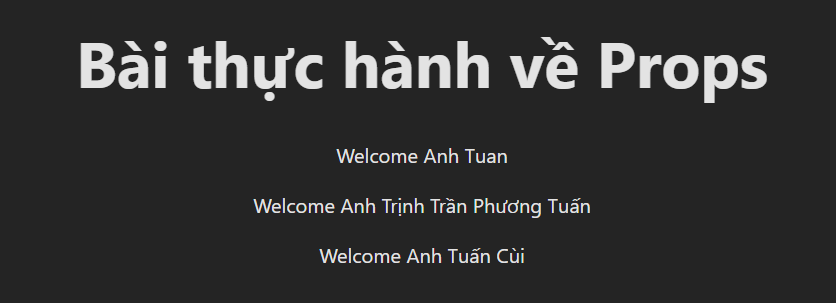 Bài thực hành về Props
Welcome Anh Tuan
Welcome Anh Trịnh Trần Phương Tuấn
Welcome Anh Tuấn Cùi